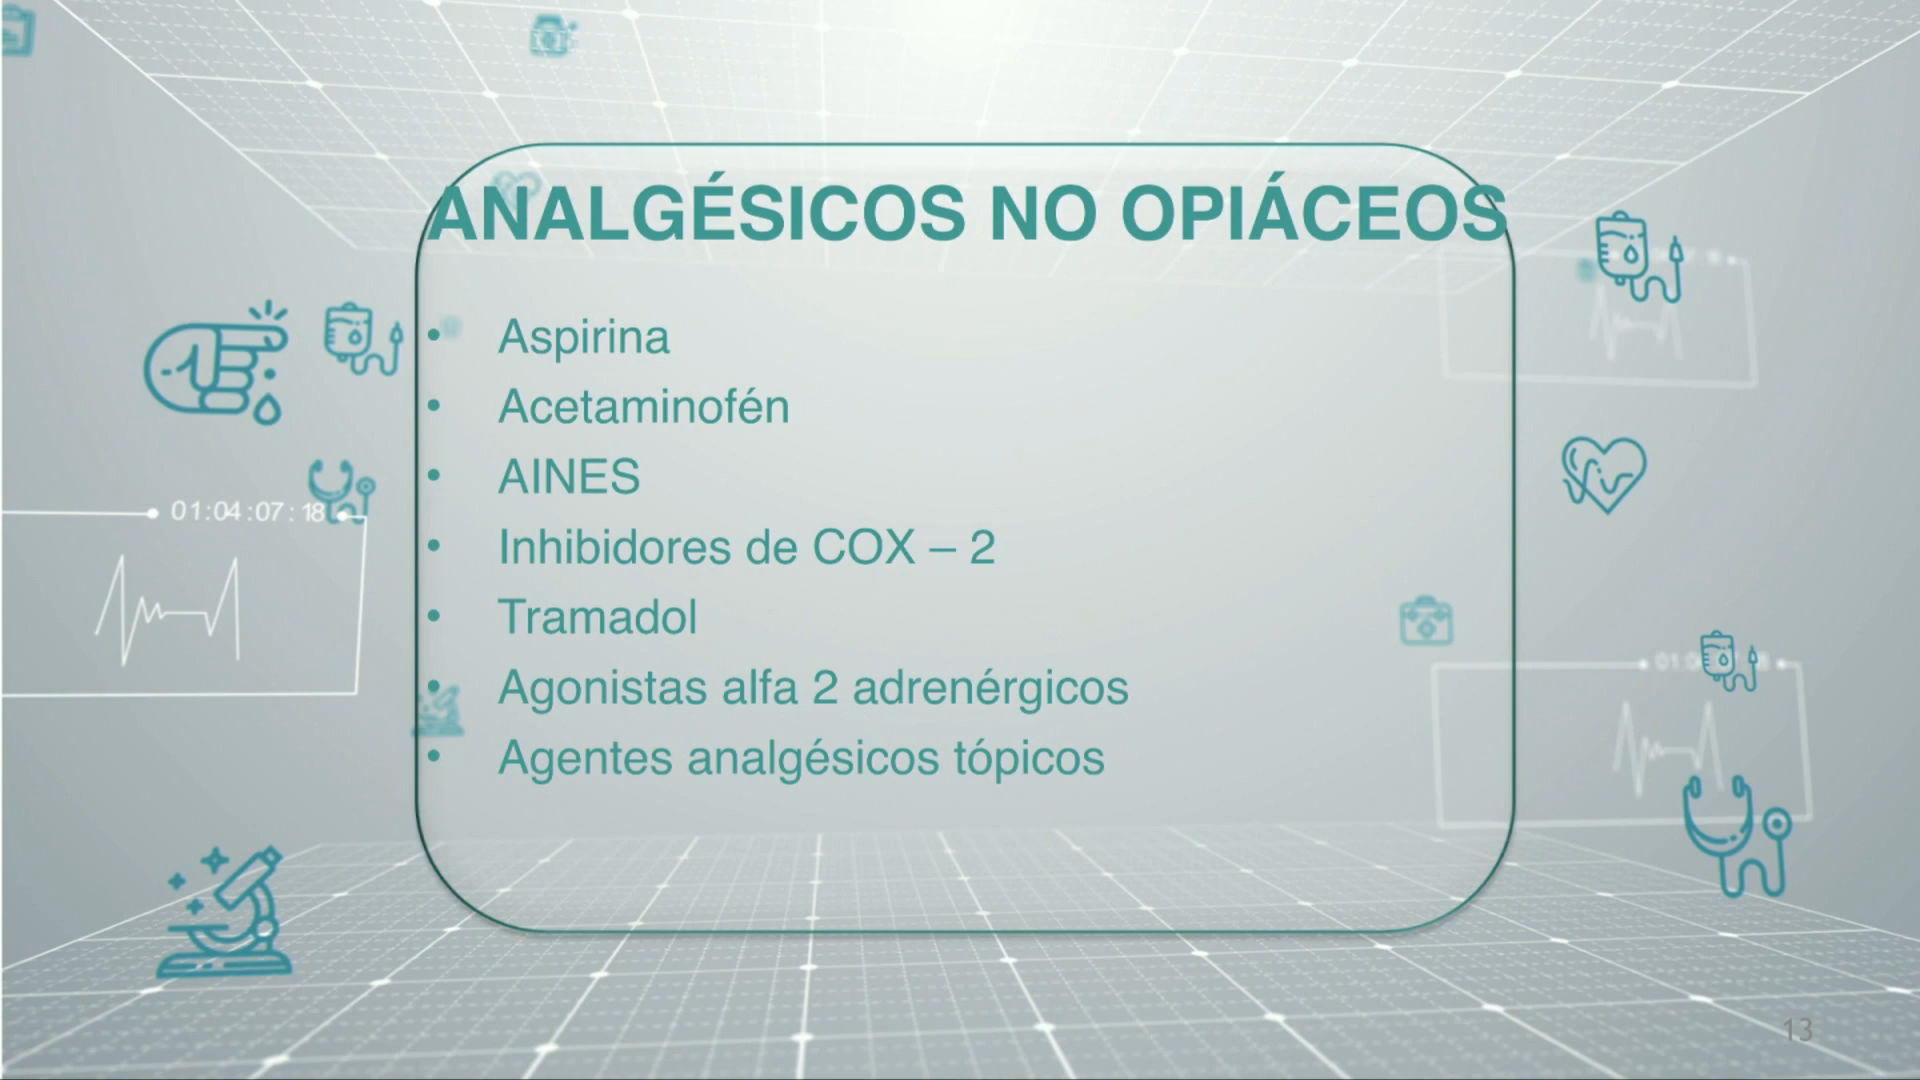 ANALGÉSICOS NO OPIÁCEOS
• Aspirina
• Acetaminofén
• AINES
• Inhibidores de COX – 2
• Tramadol
• Agonistas alfa 2 adrenérgicos
• Agentes analgésicos tópicos
01:04:07:18
13